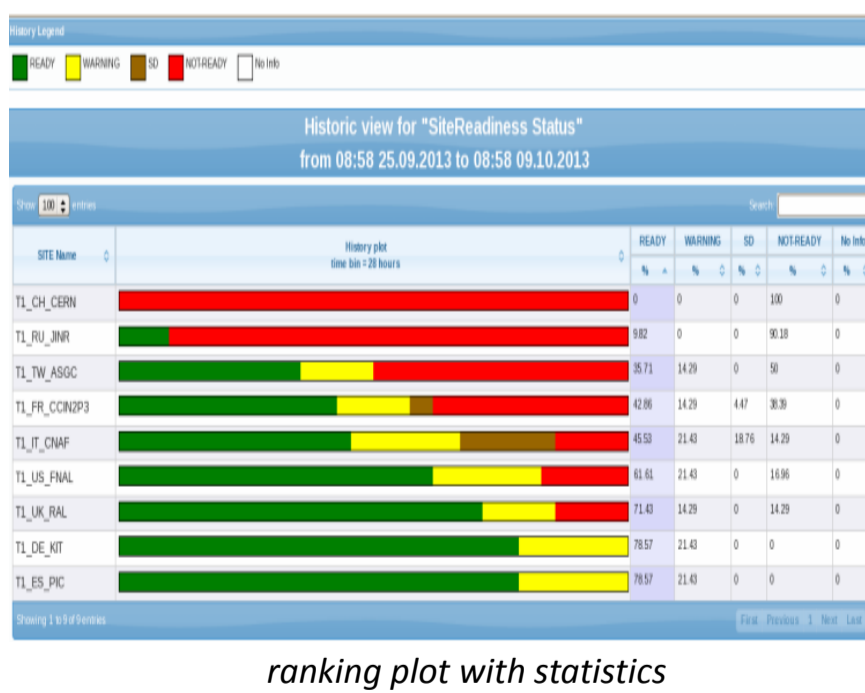 History Legend
READY WARNING SD NOT-READY No Info
Historic view for "SiteReadiness Status"
from 08:58 25.09.2013 to 08:58 09.10.2013
Show 100 entries Search
SITE Name History plot READY WARNING SD NOT-READY No Info
time bin = 28 hours % % % % %
T1_CH_CERN 0 0 0 100 0
T1_RU_JINR 9.82 0 0 90.18 0
T1_TW_ASGC 35.71 14.29 0 50 0
T1_FR_CCIN2P3 42.86 14.29 4.47 38.39 0
T1_IT_CNAF 45.53 21.43 18.76 14.29 0
T1_US_FNAL 61.61 21.43 0 16.96 0
T1_UK_RAL 71.43 14.29 0 14.29 0
T1_DE_KIT 78.57 21.43 0 0 0
T1_ES_PIC 78.57 21.43 0 0 0
Showing 1 to 9 of 9 entries First Previous 1 Next Last
ranking plot with statistics